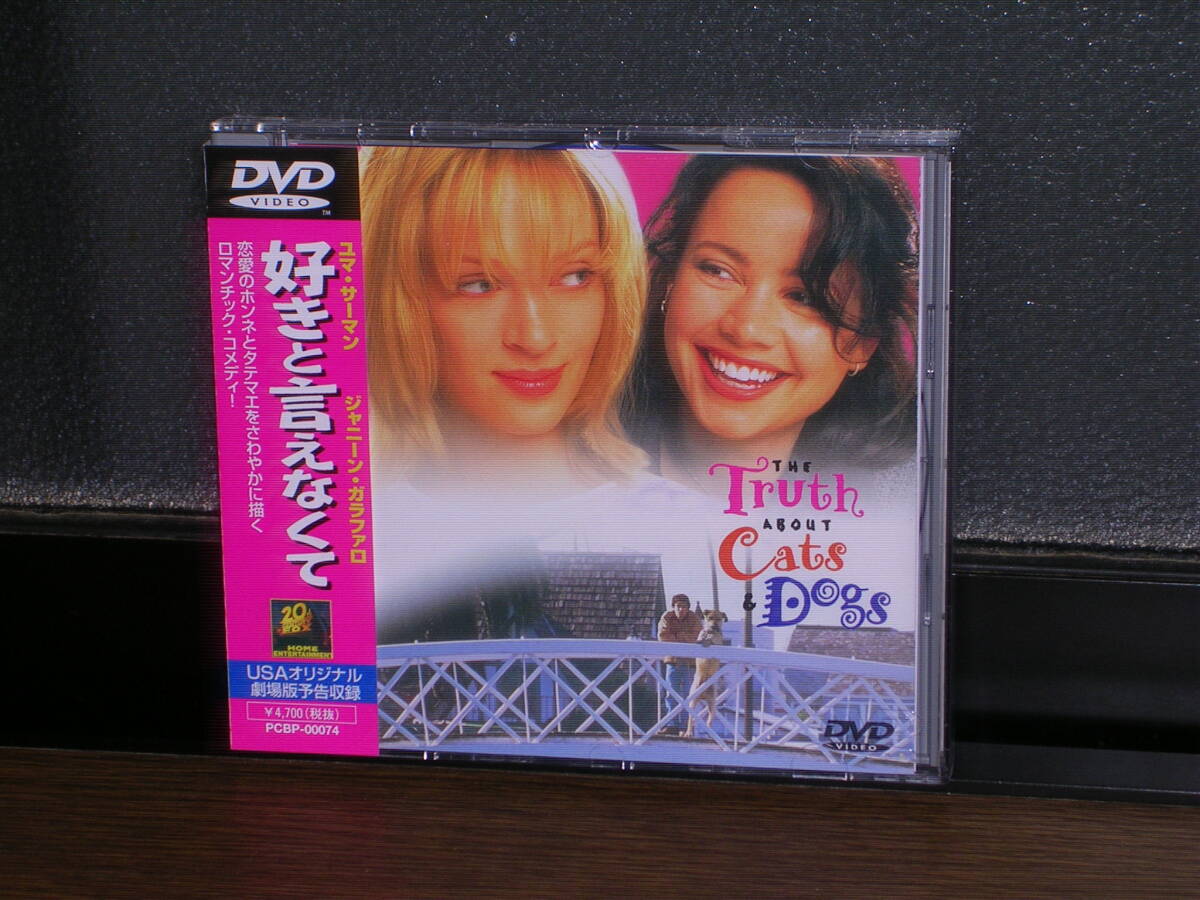 DVD
VIDEO
TM
ユマ・サーマン ジャニーン・ガラファロ
好きと言えなくて
恋愛のホンネとタテマエをさわやかに描く
ロマンチック・コメディ!
20
HOME
ENTERTAINMENT
USAオリジナル
劇場版予告収録
¥4,700(税抜)
PCBP-00074
THE
Truth
ABOUT
Cats
& Dogs
DVD
VIDEO